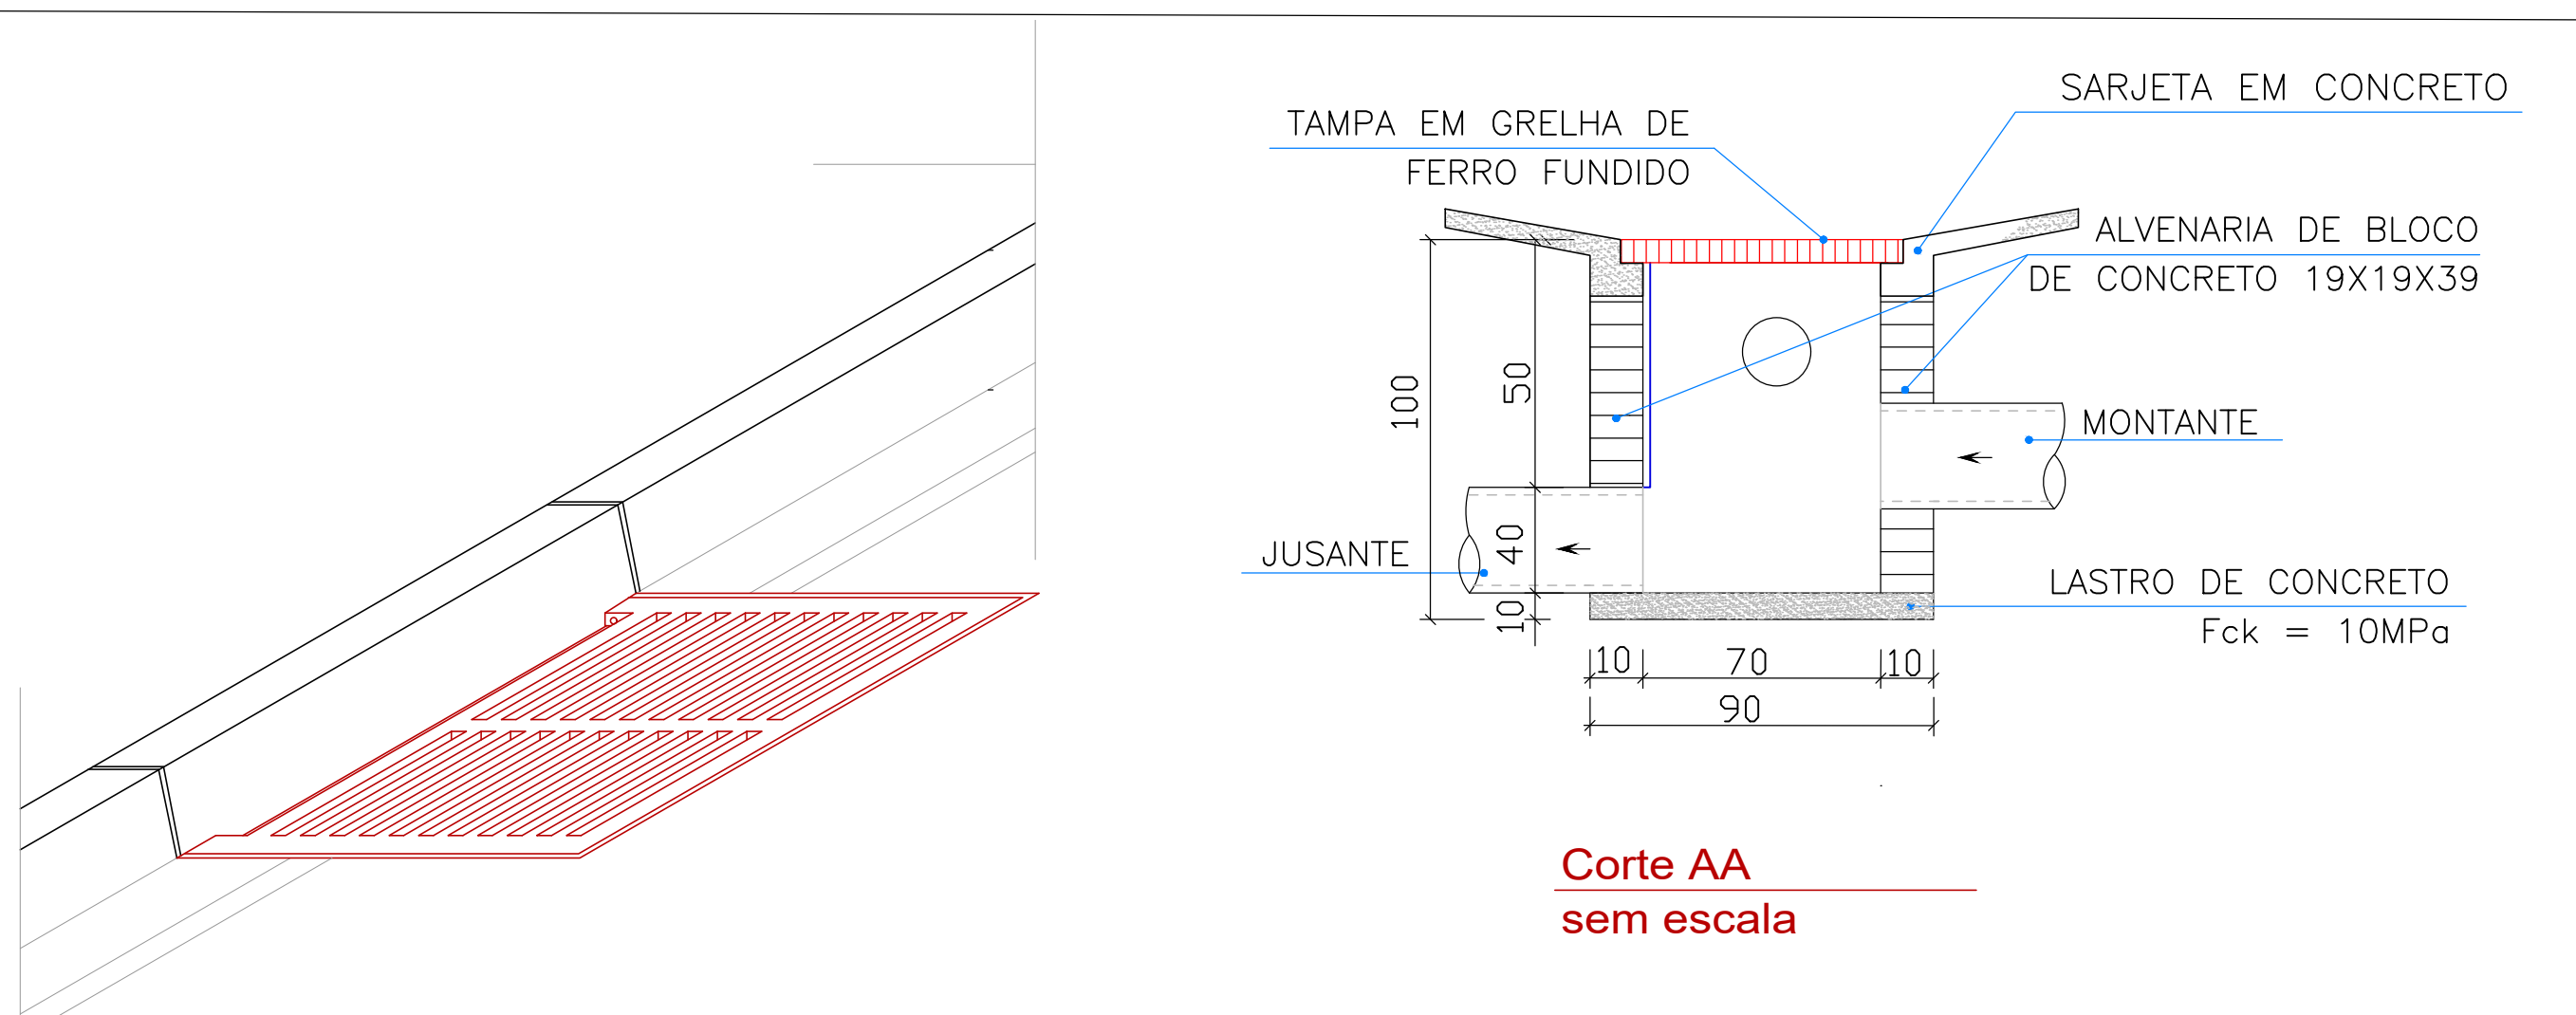 SARJETA EM CONCRETO
TAMPA EM GRELHA DE
FERRO FUNDIDO
ALVENARIA DE BLOCO
DE CONCRETO 19X19X39
100
50
MONTANTE
JUSANTE
40
10
LASTRO DE CONCRETO
Fck = 10MPa
10
70
10
90
Corte AA
sem escala